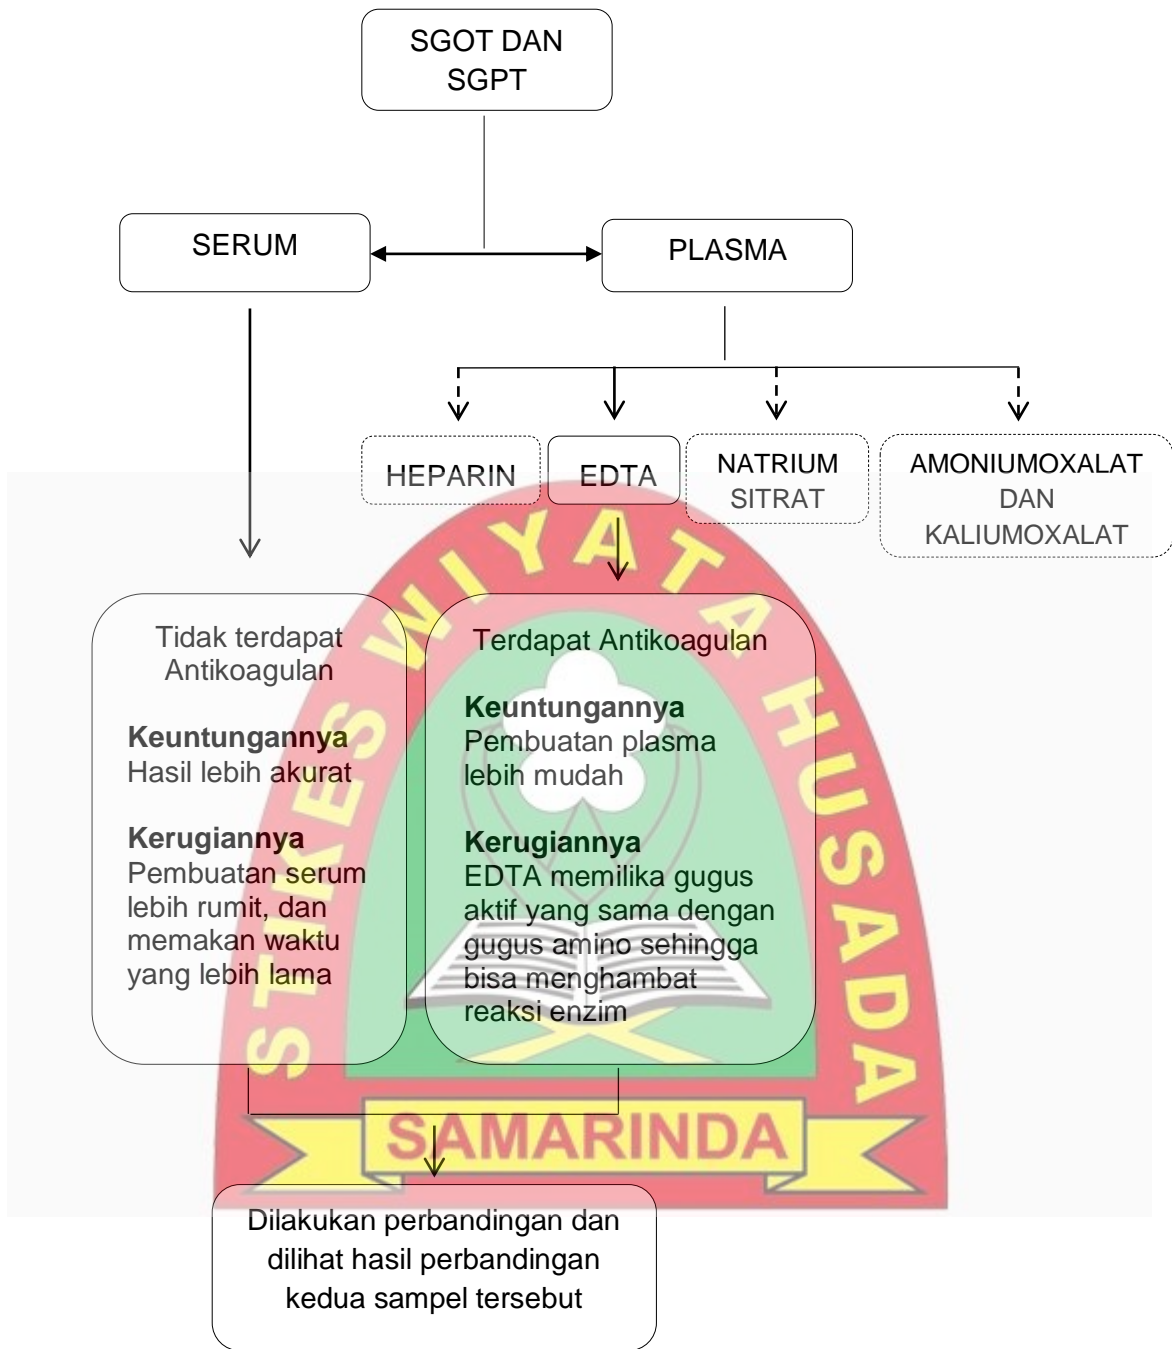 SGOT DAN
SGPT
SERUM
PLASMA
HEPARIN
EDTA
NATRIUM
SITRAT
AMONIUMOXALAT
DAN
KALIUMOXALAT
STIKES WIYATA HUSADA
Tidak terdapat
Antikoagulan
Keuntungannya
Hasil lebih akurat
Kerugiannya
Pembuatan serum
lebih rumit, dan
memakan waktu
yang lebih lama
Terdapat Antikoagulan
Keuntungannya
Pembuatan plasma
lebih mudah
Kerugiannya
EDTA memilika gugus
aktif yang sama dengan
gugus amino sehingga
bisa menghambat
reaksi enzim
SAMARINDA
Dilakukan perbandingan dan
dilihat hasil perbandingan
kedua sampel tersebut